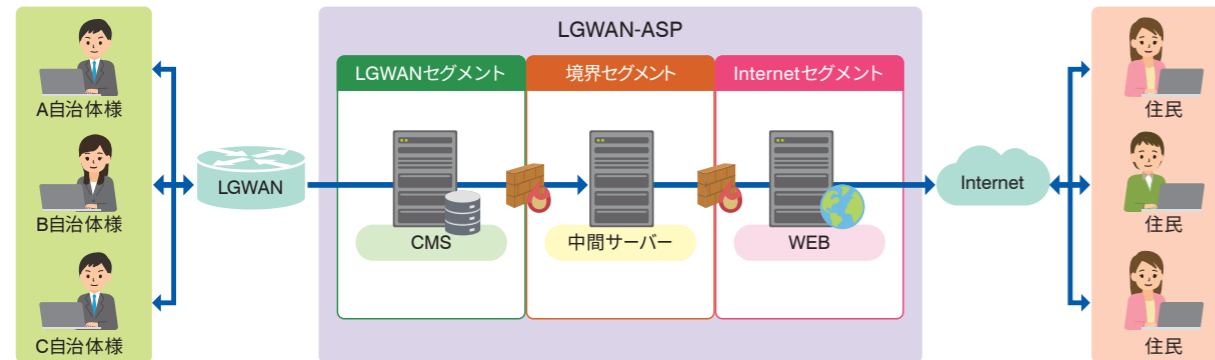 LGWAN-ASP
LGWANセグメント
境界セグメント
Internetセグメント
A自治体様
B自治体様
C自治体様
LGWAN
CMS
中間サーバー
WEB
Internet
住民
住民
住民